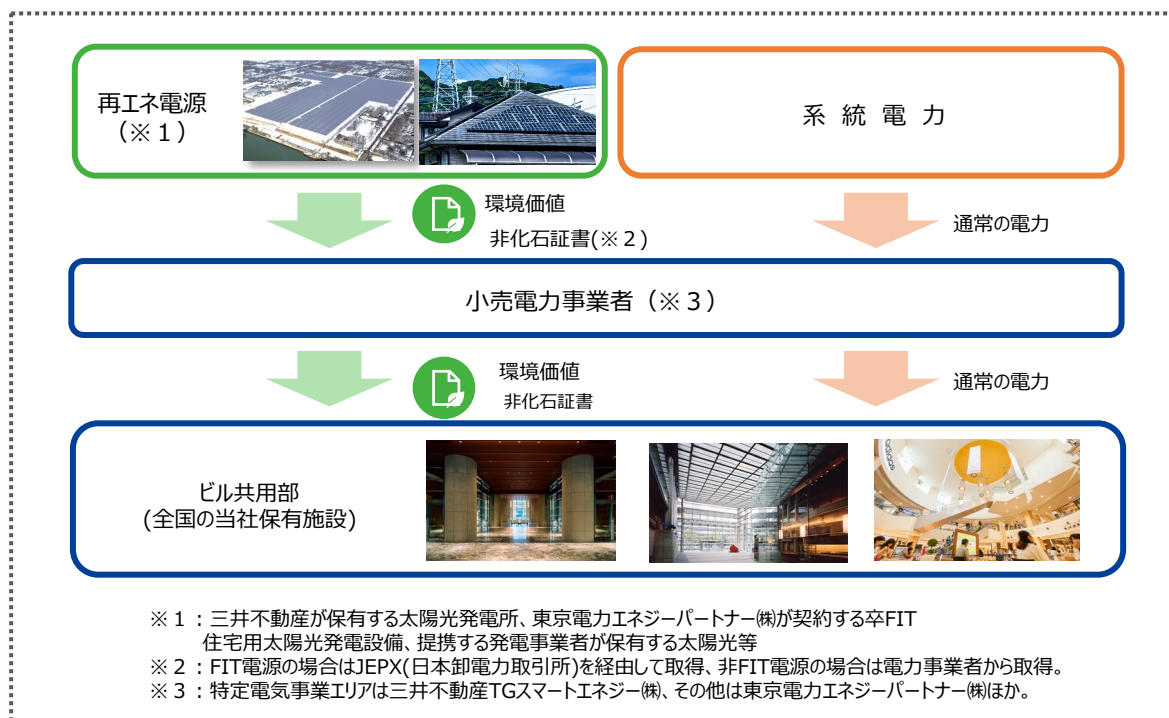 再エネ電源
（※１）
系 統 電 力
環境価値
非化石証書(※２)
通常の電力
小売電力事業者（※３）
環境価値
非化石証書
通常の電力
ビル共用部
(全国の当社保有施設)
※１：三井不動産が保有する太陽光発電所、東京電力エネジーパートナー㈱が契約する卒FIT
住宅用太陽光発電設備、提携する発電事業者が保有する太陽光等
※２：FIT電源の場合はJEPX(日本卸電力取引所)を経由して取得、非FIT電源の場合は電力事業者から取得。
※３：特定電気事業エリアは三井不動産TGスマートエネジー㈱、その他は東京電力エネジーパートナー㈱ほか。